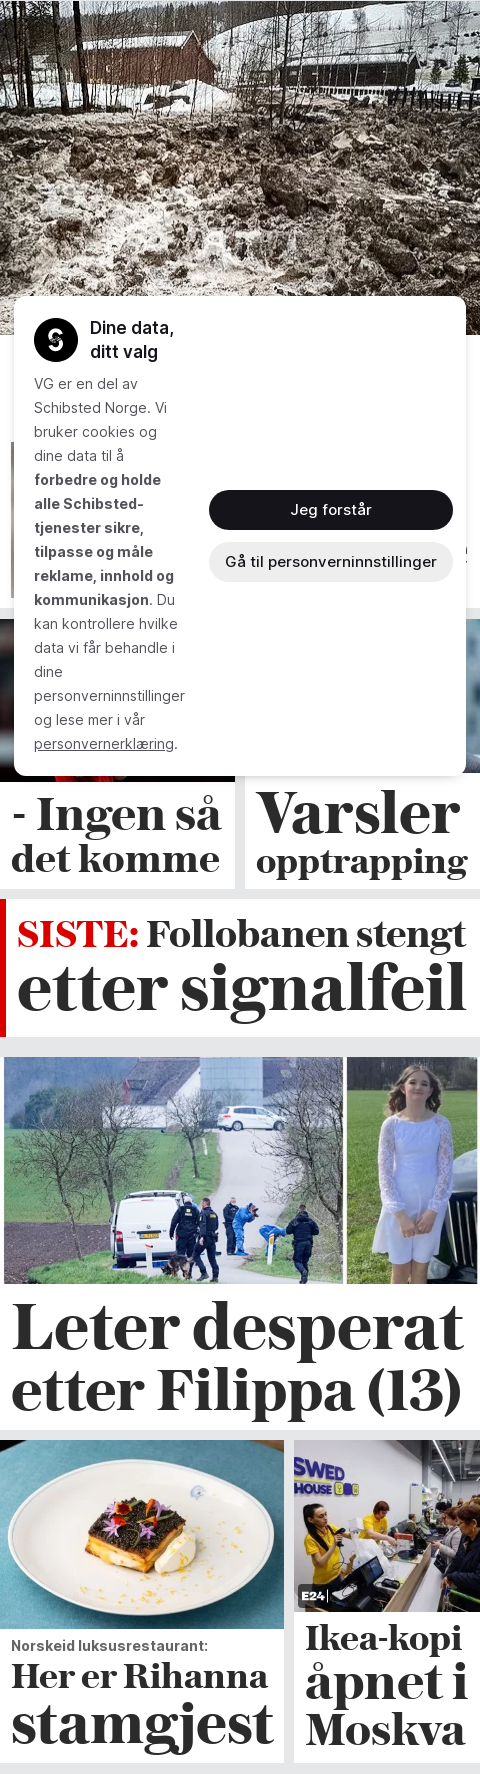 Dine data,
ditt valg
VG er en del av
Schibsted Norge. Vi
bruker cookies og
dine data til å
forbedre og holde
alle Schibsted-
tjenester sikre,
tilpasse og måle
reklame, innhold og
kommunikasjon. Du
kan kontrollere hvilke
data vi får behandle i
dine
personverninnstillinger
og lese mer i vår
personvernerklæring.
Jeg forstår
Gå til personverninnstillinger
- Ingen så
det komme
Varsler
opptrapping
SISTE: Follobanen stengt
etter signalfeil
Leter desperat
etter Filippa (13)
SWED
HOUSE
E24
Norskeid luksusrestaurant:
Her er Rihanna
stamgjest
Ikea-kopi
åpnet i
Moskva